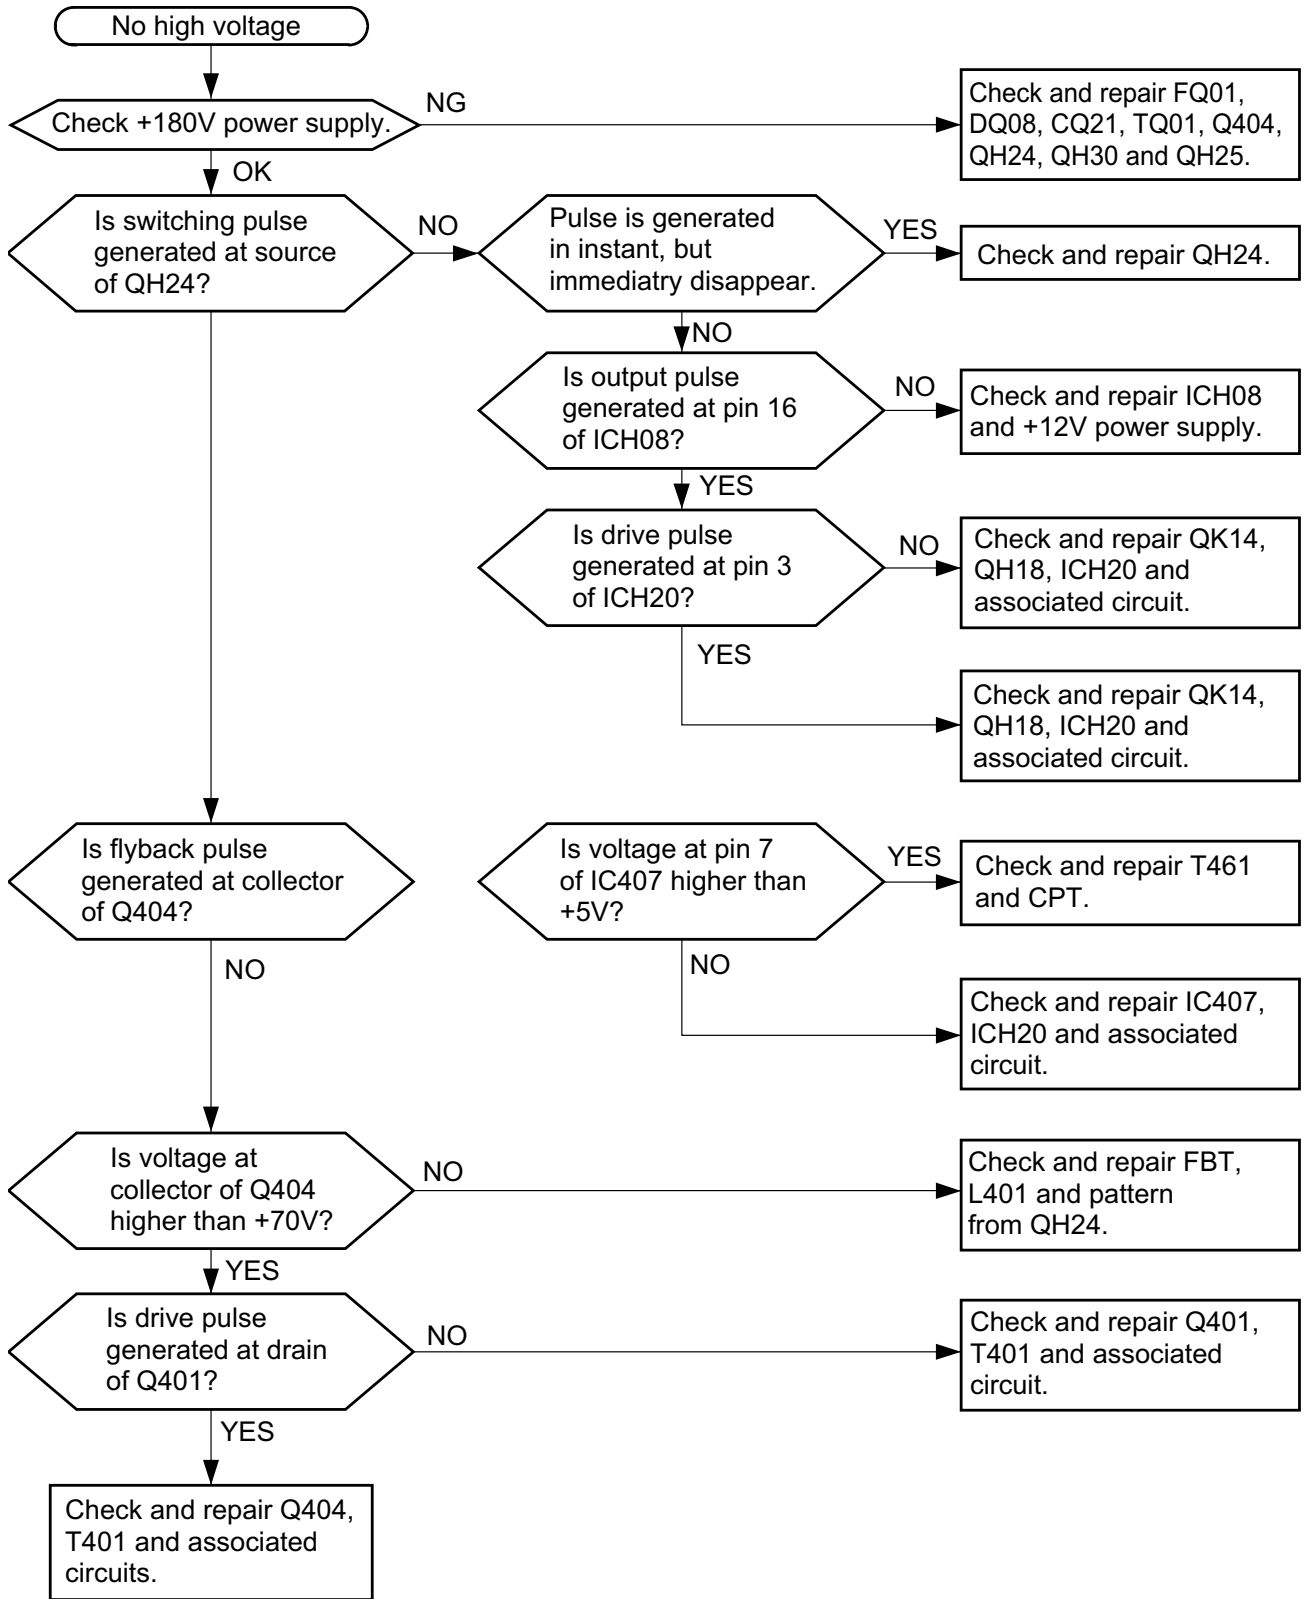 No high voltage
Check +180V power supply.
NG
Check and repair FQ01,
DQ08, CQ21, TQ01, Q404,
QH24, QH30 and QH25.
OK
Is switching pulse
generated at source
of QH24?
NO
Pulse is generated
in instant, but
immediatry disappear.
YES
Check and repair QH24.
NO
Is output pulse
generated at pin 16
of ICH08?
NO
Check and repair ICH08
and +12V power supply.
YES
Is drive pulse
generated at pin 3
of ICH20?
NO
Check and repair QK14,
QH18, ICH20 and
associated circuit.
YES
Check and repair QK14,
QH18, ICH20 and
associated circuit.
Is flyback pulse
generated at collector
of Q404?
Is voltage at pin 7
of IC407 higher than
+5V?
YES
Check and repair T461
and CPT.
NO
NO
Check and repair IC407,
ICH20 and associated
circuit.
Is voltage at
collector of Q404
higher than +70V?
NO
Check and repair FBT,
L401 and pattern
from QH24.
YES
Is drive pulse
generated at drain
of Q401?
NO
Check and repair Q401,
T401 and associated
circuit.
YES
Check and repair Q404,
T401 and associated
circuits.